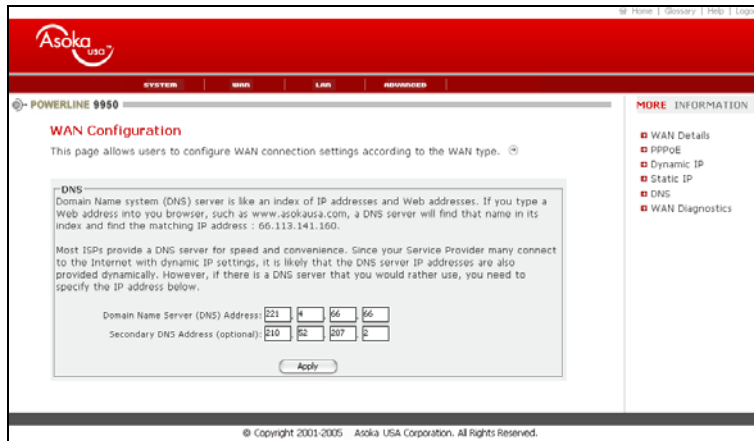 Home | Glossary | Help | Logo
Asoka
USA™
SYSTEM | WAN | LAN | ADVANCED
POWERLINE 9950
MORE INFORMATION
WAN Configuration
This page allows users to configure WAN connection settings according to the WAN type.
WAN Details
PPPoE
Dynamic IP
Static IP
DNS
WAN Diagnostics
DNS
Domain Name system (DNS) server is like an index of IP addresses and Web addresses. If you type a
Web address into you browser, such as www.asokausa.com, a DNS server will find that name in its
index and find the matching IP address : 66.113.141.160.
Most ISPs provide a DNS server for speed and convenience. Since your Service Provider many connect
to the Internet with dynamic IP settings, it is likely that the DNS server IP addresses are also
provided dynamically. However, if there is a DNS server that you would rather use, you need to
specify the IP address below.
Domain Name Server (DNS) Address: 221 . 4 . 66 . 66
Secondary DNS Address (optional): 210 . 52 . 207 . 2
Apply
© Copyright 2001-2005 Asoka USA Corporation. All Rights Reserved.